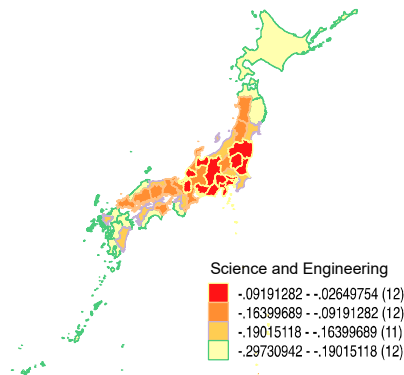 Science and Engineering
-.09191282 - -.02649754 (12)
-.16399689 - -.09191282 (12)
-.19015118 - -.16399689 (11)
-.29730942 - -.19015118 (12)